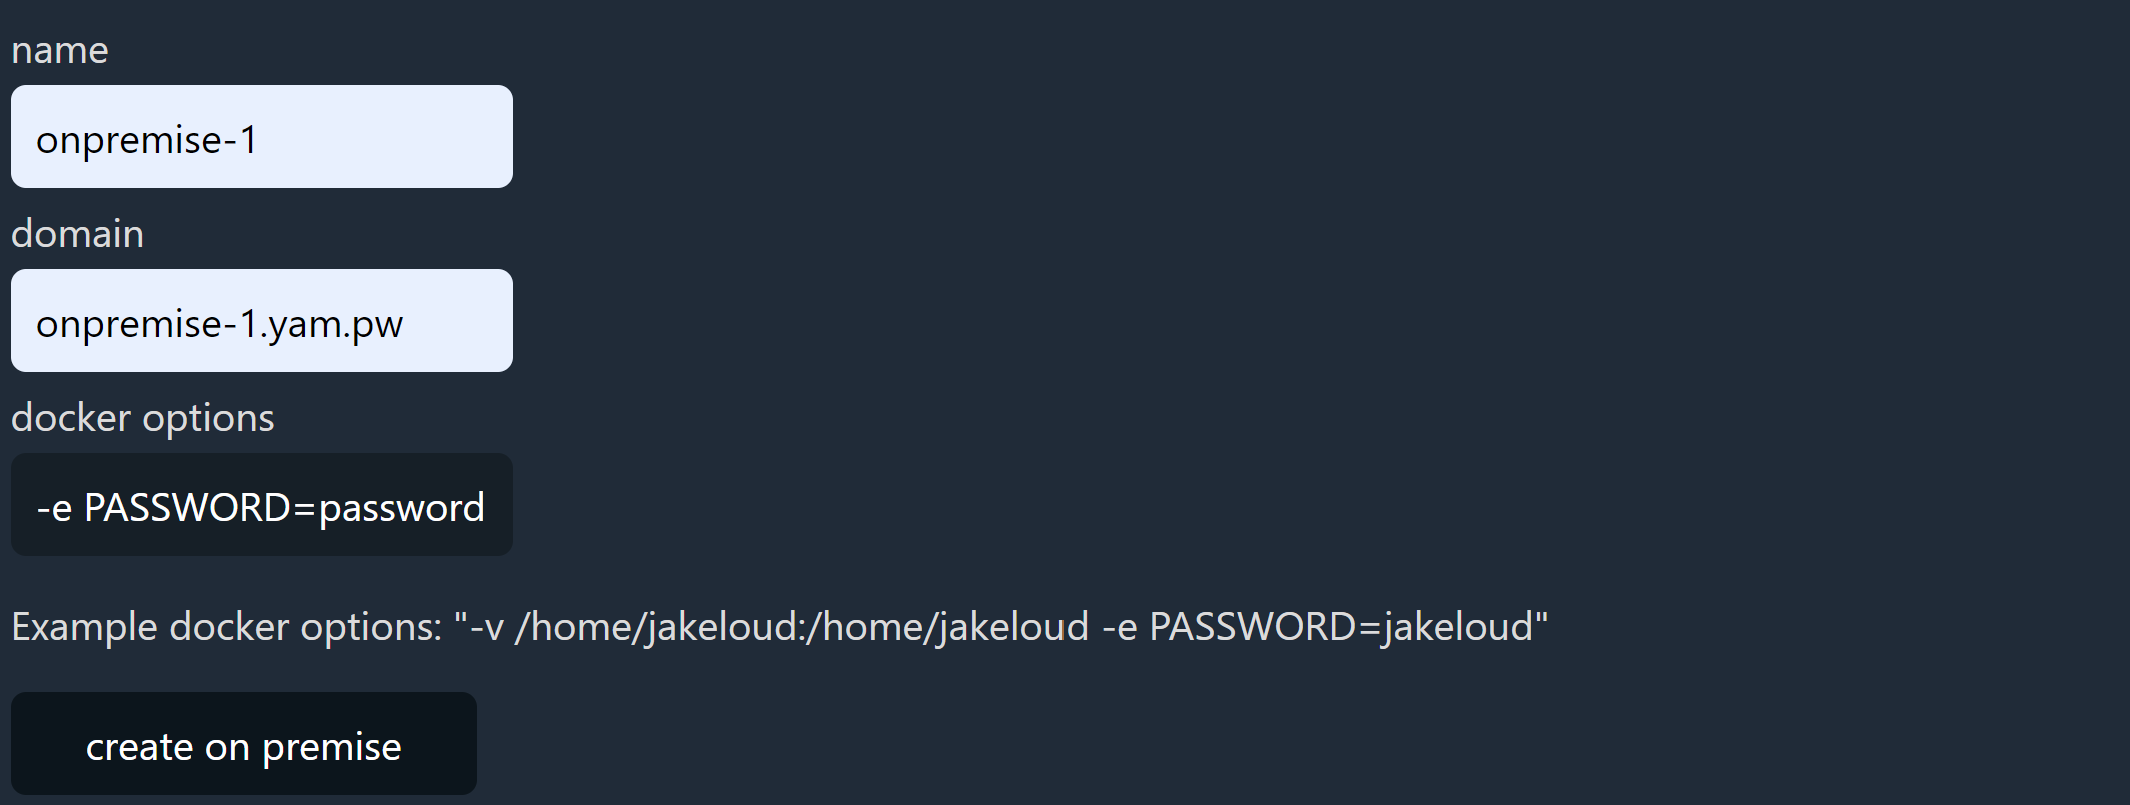 name
onpremise-1
domain
onpremise-1.yam.pw
docker options
-e PASSWORD=password
Example docker options: "-v /home/jakeloud:/home/jakeloud -e PASSWORD=jakeloud"
create on premise